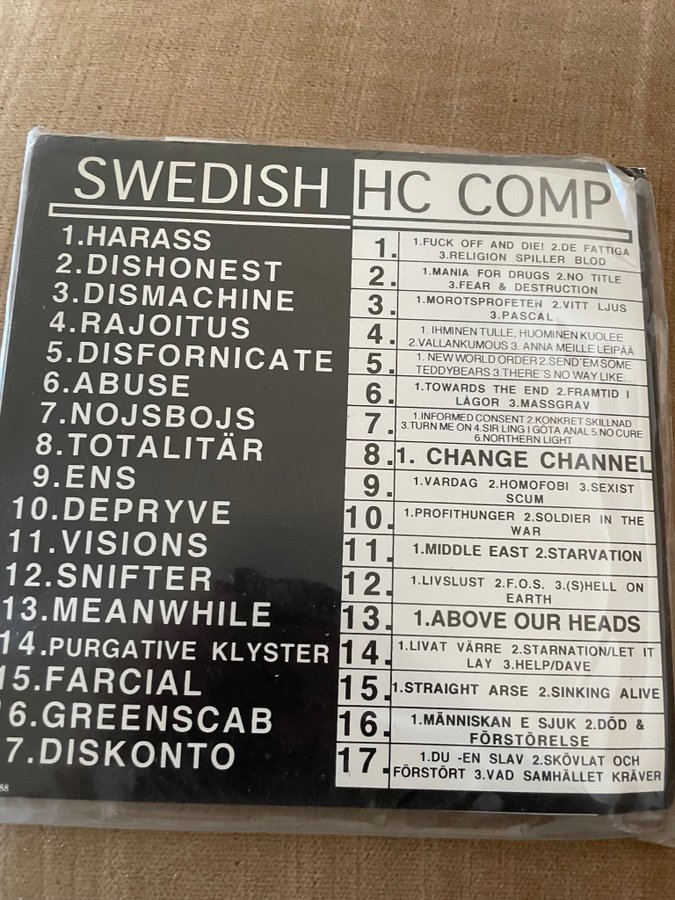 SWEDISH HC COMP
1.HARASS
2.DISHONEST
3.DISMACHINE
4.RAJOITUS
5.DISFORNICATE
6.ABUSE
7.NOJSBOJS
8.TOTALITÄR
9.ENS
10.DEPRYVE
11.VISIONS
12.SNIFTER
13.MEANWHILE
14.PURGATIVE KLYSTER
15.FARCIAL
16.GREENSCAB
17.DISKONTO
88
1. 1.FUCK OFF AND DIE! 2.DE FATTIGA
3.RELIGION SPILLER BLOD
2. 1.MANIA FOR DRUGS 2.NO TITLE
3.FEAR & DESTRUCTION
3. 1.MOROTSPROFETEN 2.VITT LJUS
3.PASCAL
4. 1. IHMINEN TULLE, HUOMINEN KUOLEE
2.VALLANKUMOUS 3. ANNA MEILLE LEIPÄÄ
5. 1. NEW WORLD ORDER 2.SEND´EM SOME
TEDDYBEARS 3.THERE´S NO WAY LIKE...
6. 1.TOWARDS THE END 2.FRAMTID I
LÅGOR 3.MASSGRAV
7. 1.INFORMED CONSENT 2.KONKRET SKILLNAD
3.TURN ME ON 4.SIR LING I GÖTA ANAL 5.NO CURE
6.NORTHERN LIGHT
8. 1. CHANGE CHANNEL
9. 1.VARDAG 2.HOMOFOBI 3.SEXIST
SCUM
10. 1.PROFITHUNGER 2.SOLDIER IN THE
WAR
11. 1.MIDDLE EAST 2.STARVATION
12. 1.LIVSLUST 2.F.O.S. 3.(S)HELL ON
EARTH
13. 1.ABOVE OUR HEADS
14. 1.LIVAT VÄRRE 2.STARNATION/LET IT
LAY 3.HELP/DAVE
15. 1.STRAIGHT ARSE 2.SINKING ALIVE
16. 1.MÄNNISKAN E SJUK 2.DÖD &
FÖRSTÖRELSE
17. 1.DU -EN SLAV 2.SKÖVLAT OCH
FÖRSTÖRT 3.VAD SAMHÄLLET KRÄVER